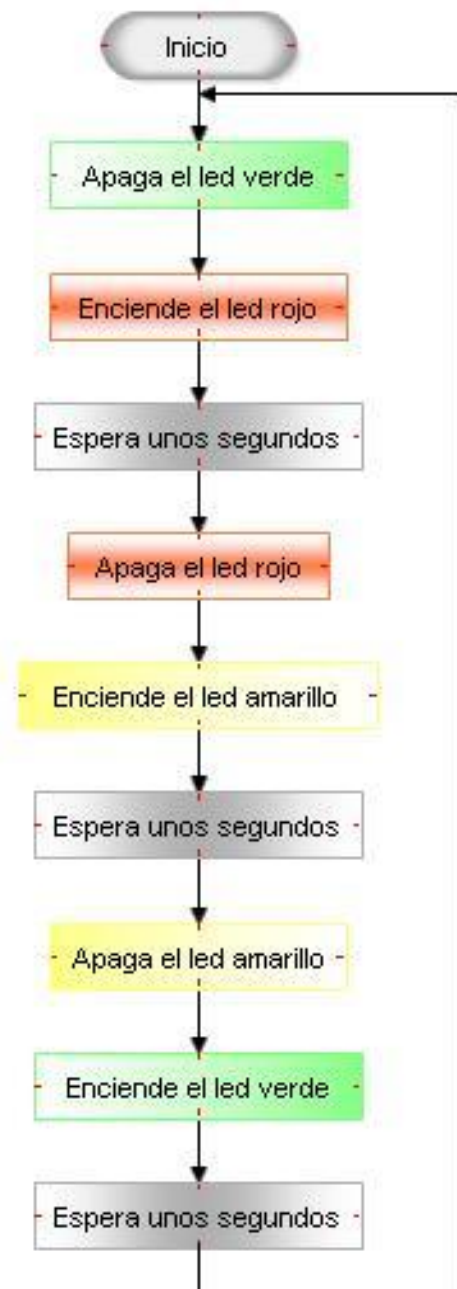 Inicio
Apaga el led verde
Enciende el led rojo
Espera unos segundos
Apaga el led rojo
Enciende el led amarillo
Espera unos segundos
Apaga el led amarillo
Enciende el led verde
Espera unos segundos